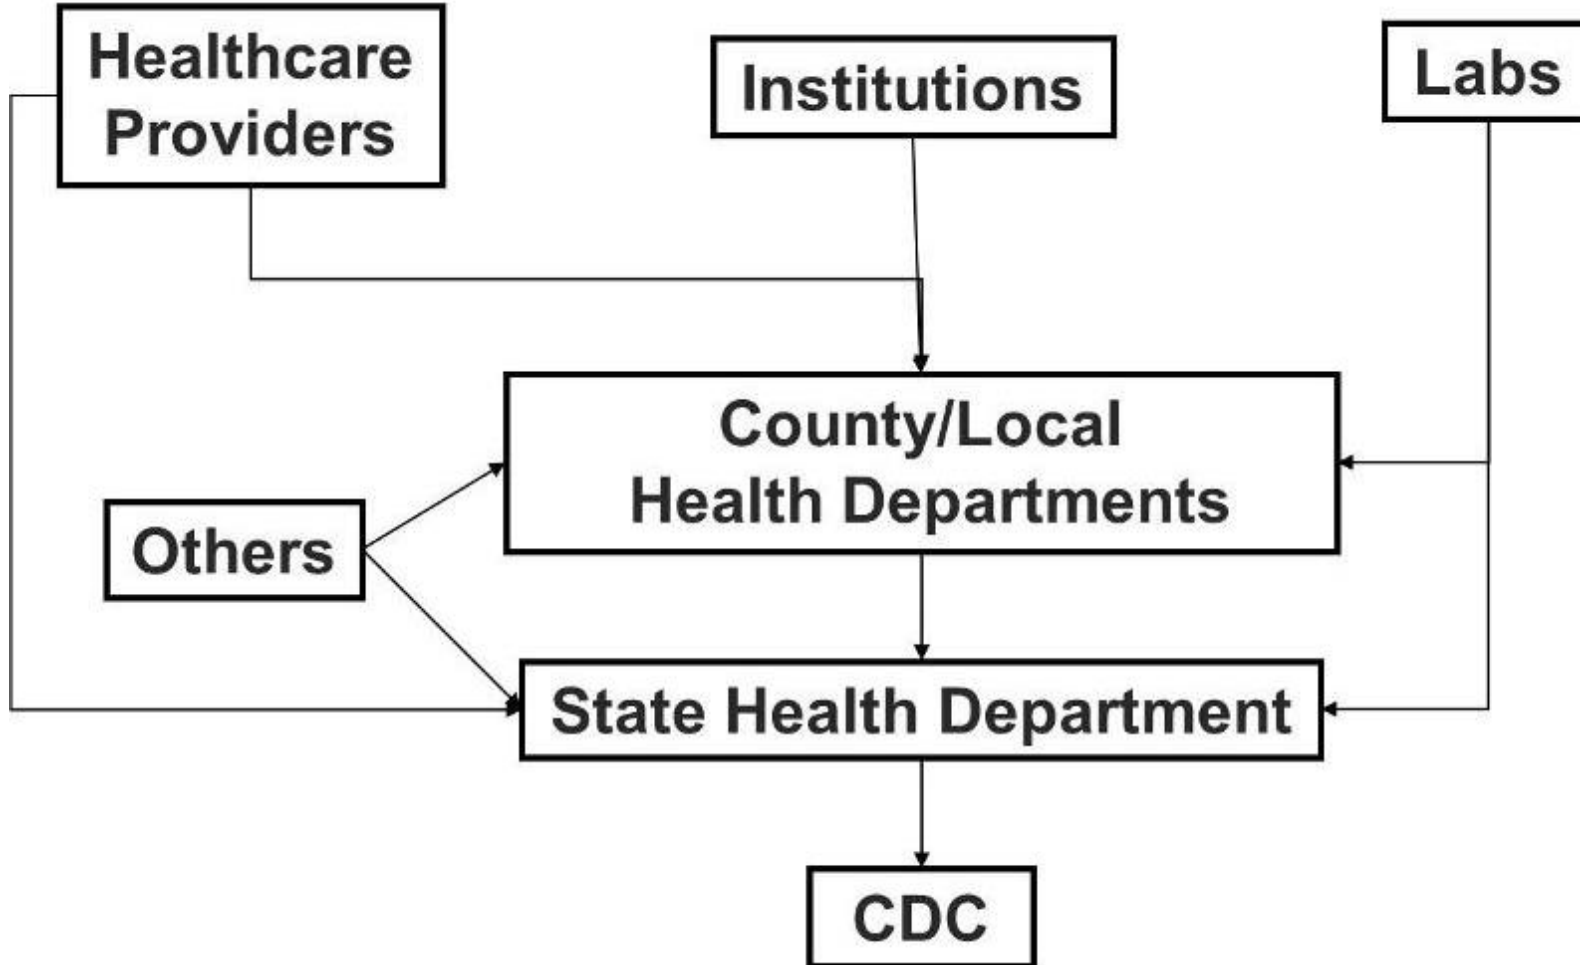 Healthcare
Providers
Institutions
Labs
County/Local
Health Departments
Others
State Health Department
CDC